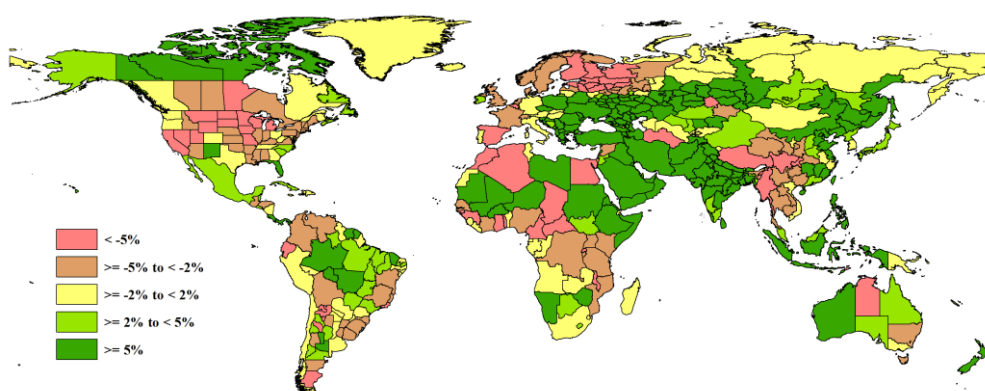 < -5%
>= -5% to < -2%
>= -2% to < 2%
>= 2% to < 5%
>= 5%